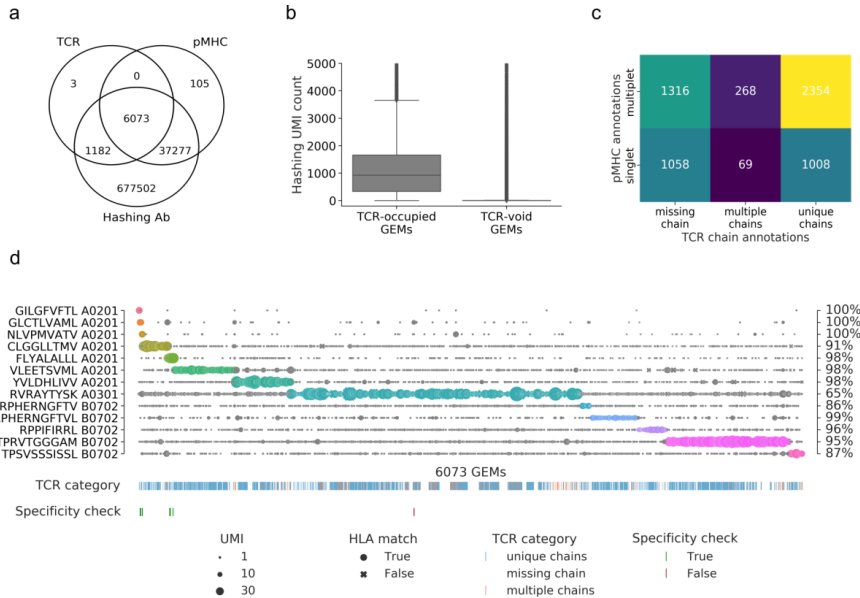 a
TCR
pMHC
3
0
105
6073
1182
37277
677502
Hashing Ab
b
Hashing UMI count
5000
4000
3000
2000
1000
0
TCR-occupied
GEMs
TCR-void
GEMs
c
pMHC annotations
multiplet
singlet
1316
268
2354
1058
69
1008
missing
chain
multiple
chains
unique
chains
TCR chain annotations
d
GILGFVFTL A0201 100%
GLCTLVAML A0201 100%
NLVPMVATV A0201 100%
CLGGLLTMV A0201 91%
FLYALALLL A0201 98%
VLEETSVML A0201 98%
YVLDHLIVV A0201 98%
RVRAYTYSK A0301 65%
RPHERNGFTV B0702 86%
RPHERNGFTVL B0702 99%
RPPIFIRRL B0702 96%
TPRVTGGGAM B0702 95%
TPSVSSSISSL B0702 87%
6073 GEMs
TCR category
Specificity check
UMI
1
10
30
HLA match
True
False
TCR category
unique chains
missing chain
multiple chains
Specificity check
True
False